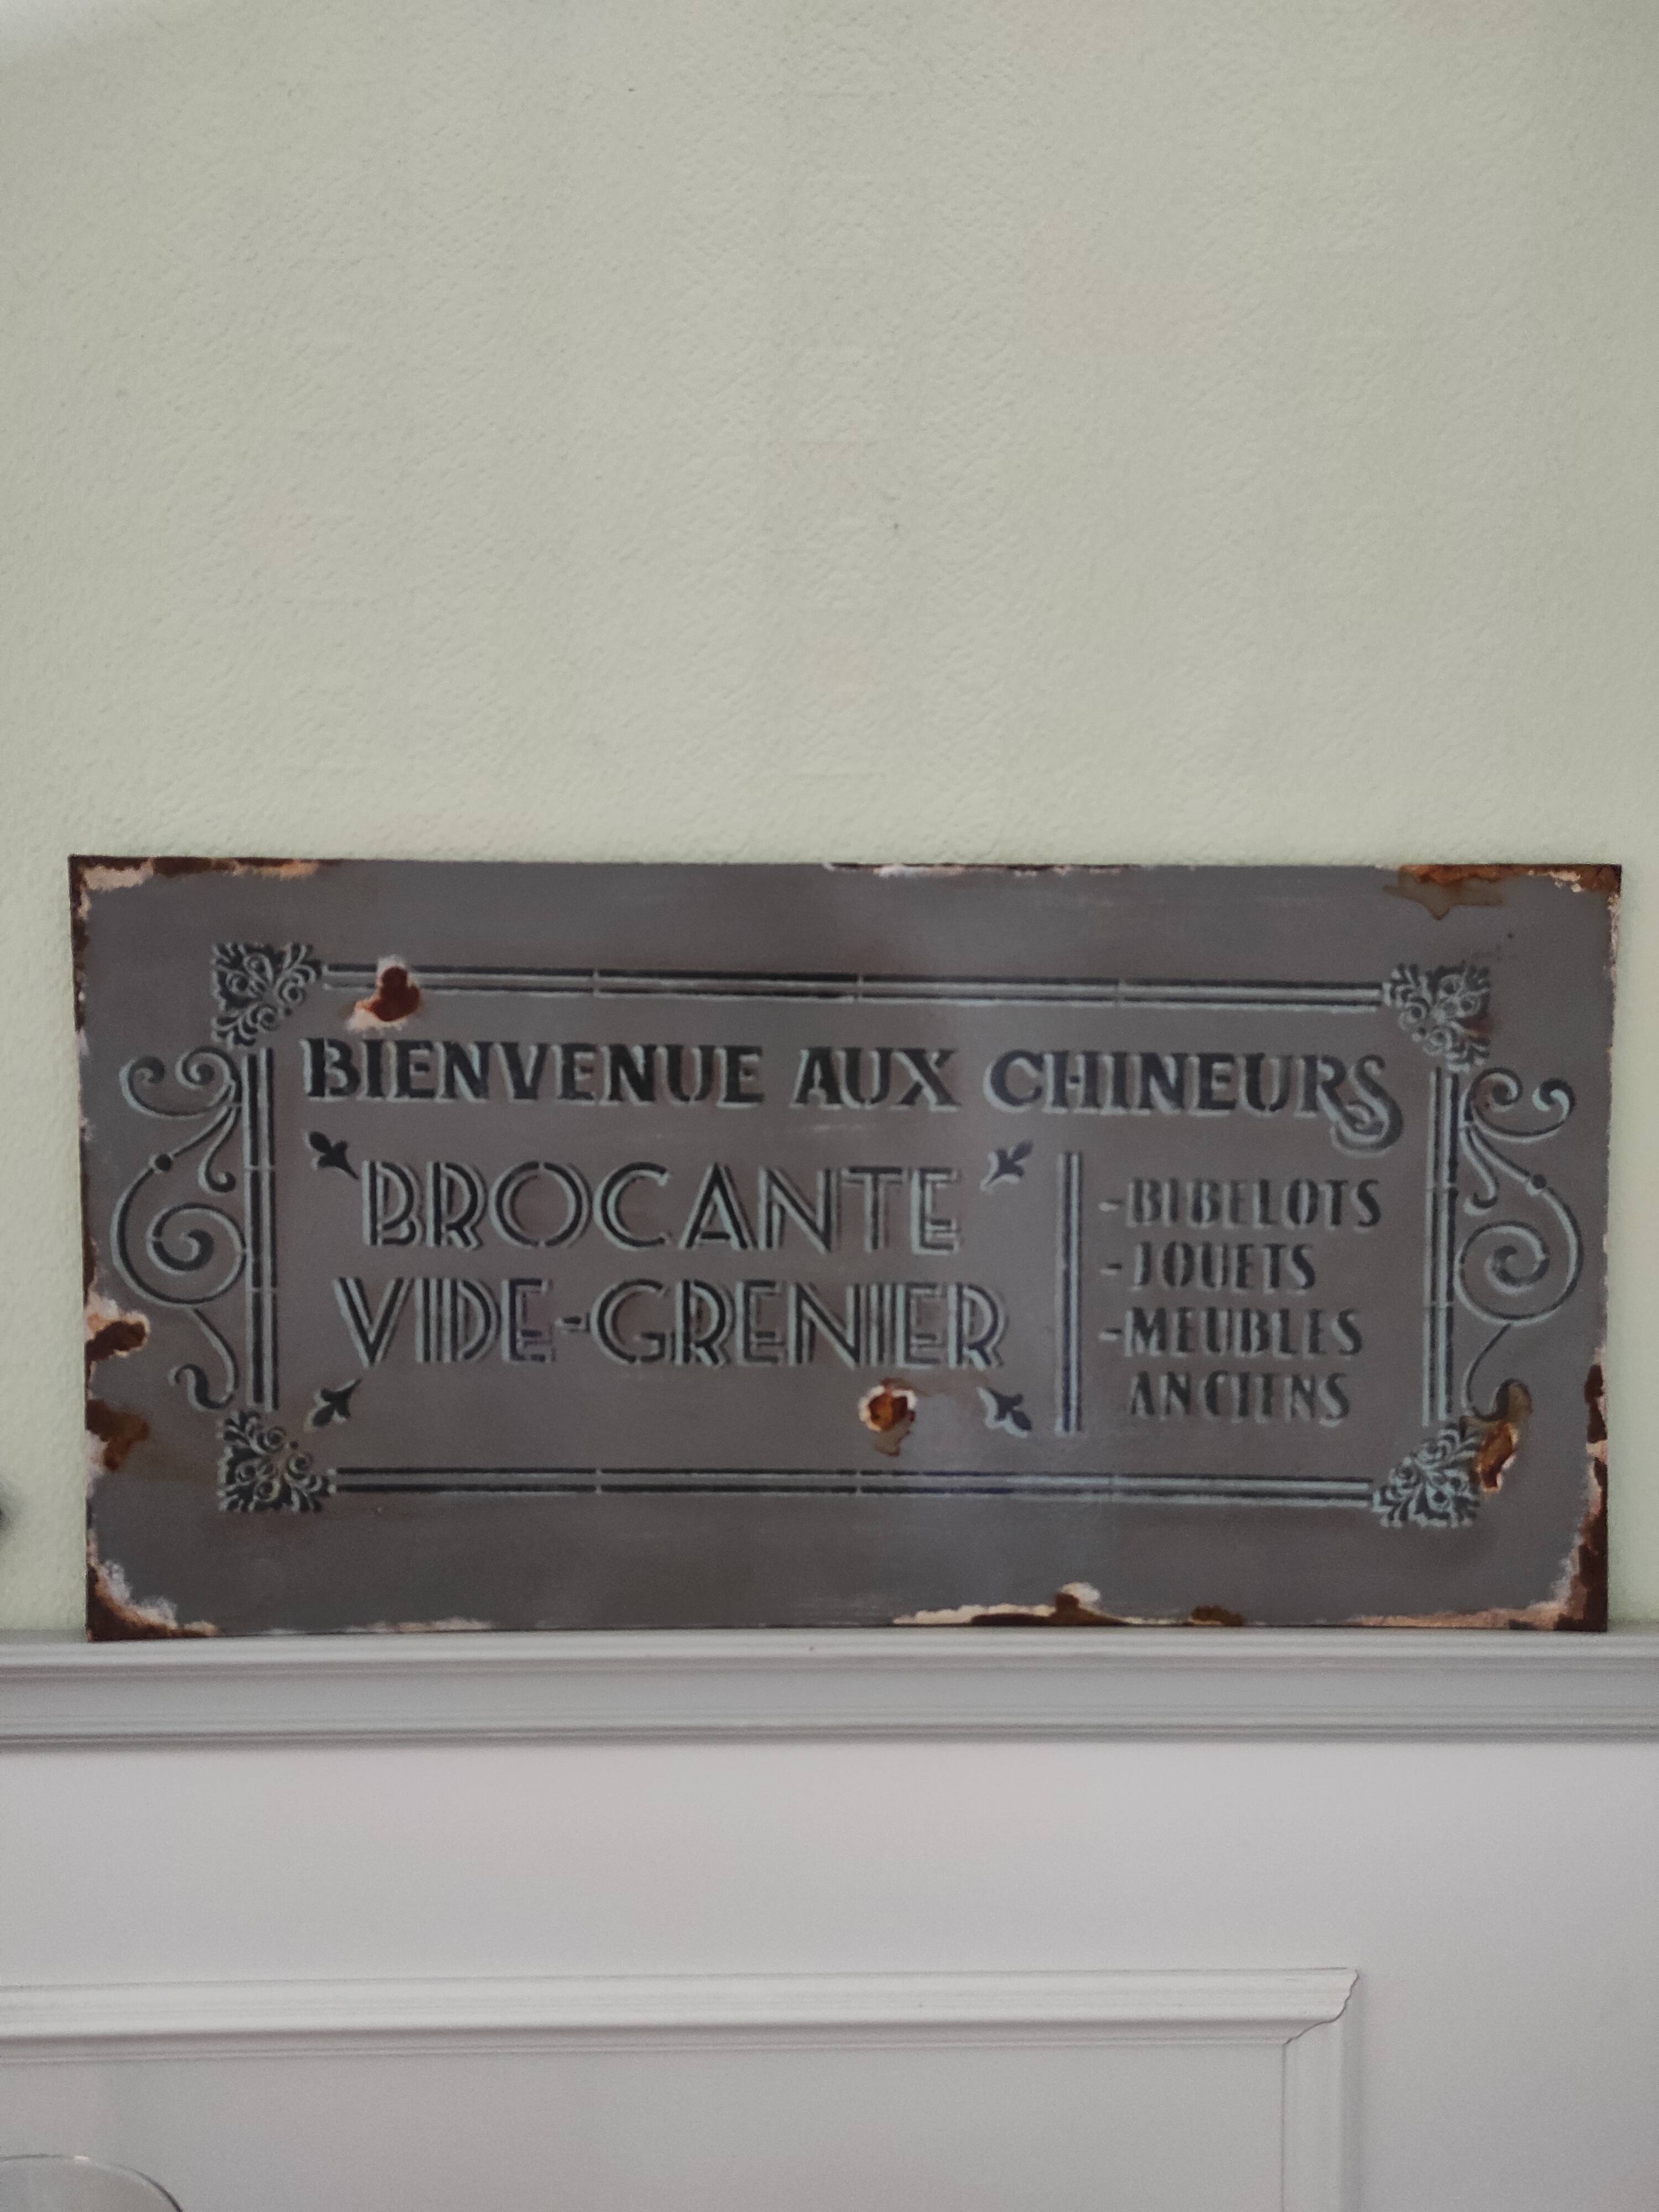 BIENVENUE AUX CHINEURS
BROCANTE
VIDE-GRENIER
-BIBELOTS
-JOUETS
-MEUBLES
ANCIENS